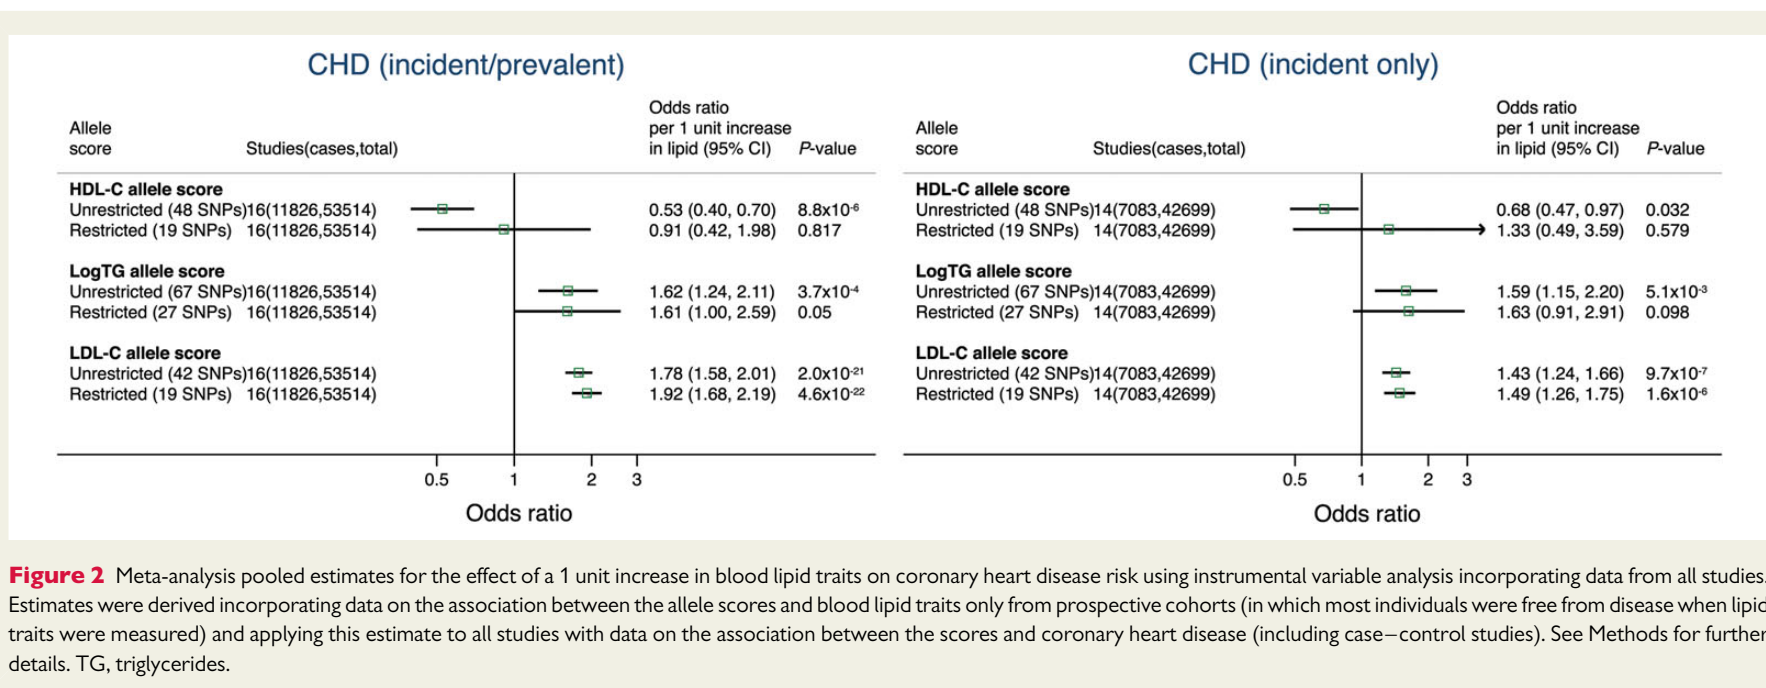 CHD (incident/prevalent)
Allele
score
Studies(cases,total)
Odds ratio
per 1 unit increase
in lipid (95% CI)
P-value
HDL-C allele score
Unrestricted (48 SNPs)16(11826,53514) 0.53 (0.40, 0.70) 8.8x10⁻⁶
Restricted (19 SNPs) 16(11826,53514) 0.91 (0.42, 1.98) 0.817
LogTG allele score
Unrestricted (67 SNPs)16(11826,53514) 1.62 (1.24, 2.11) 3.7x10⁻⁴
Restricted (27 SNPs) 16(11826,53514) 1.61 (1.00, 2.59) 0.05
LDL-C allele score
Unrestricted (42 SNPs)16(11826,53514) 1.78 (1.58, 2.01) 2.0x10⁻²¹
Restricted (19 SNPs) 16(11826,53514) 1.92 (1.68, 2.19) 4.6x10⁻²²
0.5 1 2 3
Odds ratio
CHD (incident only)
Allele
score
Studies(cases,total)
Odds ratio
per 1 unit increase
in lipid (95% CI)
P-value
HDL-C allele score
Unrestricted (48 SNPs)14(7083,42699) 0.68 (0.47, 0.97) 0.032
Restricted (19 SNPs) 14(7083,42699) 1.33 (0.49, 3.59) 0.579
LogTG allele score
Unrestricted (67 SNPs)14(7083,42699) 1.59 (1.15, 2.20) 5.1x10⁻³
Restricted (27 SNPs) 14(7083,42699) 1.63 (0.91, 2.91) 0.098
LDL-C allele score
Unrestricted (42 SNPs)14(7083,42699) 1.43 (1.24, 1.66) 9.7x10⁻⁷
Restricted (19 SNPs) 14(7083,42699) 1.49 (1.26, 1.75) 1.6x10⁻⁶
0.5 1 2 3
Odds ratio
Figure 2 Meta-analysis pooled estimates for the effect of a 1 unit increase in blood lipid traits on coronary heart disease risk using instrumental variable analysis incorporating data from all studies.
Estimates were derived incorporating data on the association between the allele scores and blood lipid traits only from prospective cohorts (in which most individuals were free from disease when lipid
traits were measured) and applying this estimate to all studies with data on the association between the scores and coronary heart disease (including case–control studies). See Methods for further
details. TG, triglycerides.